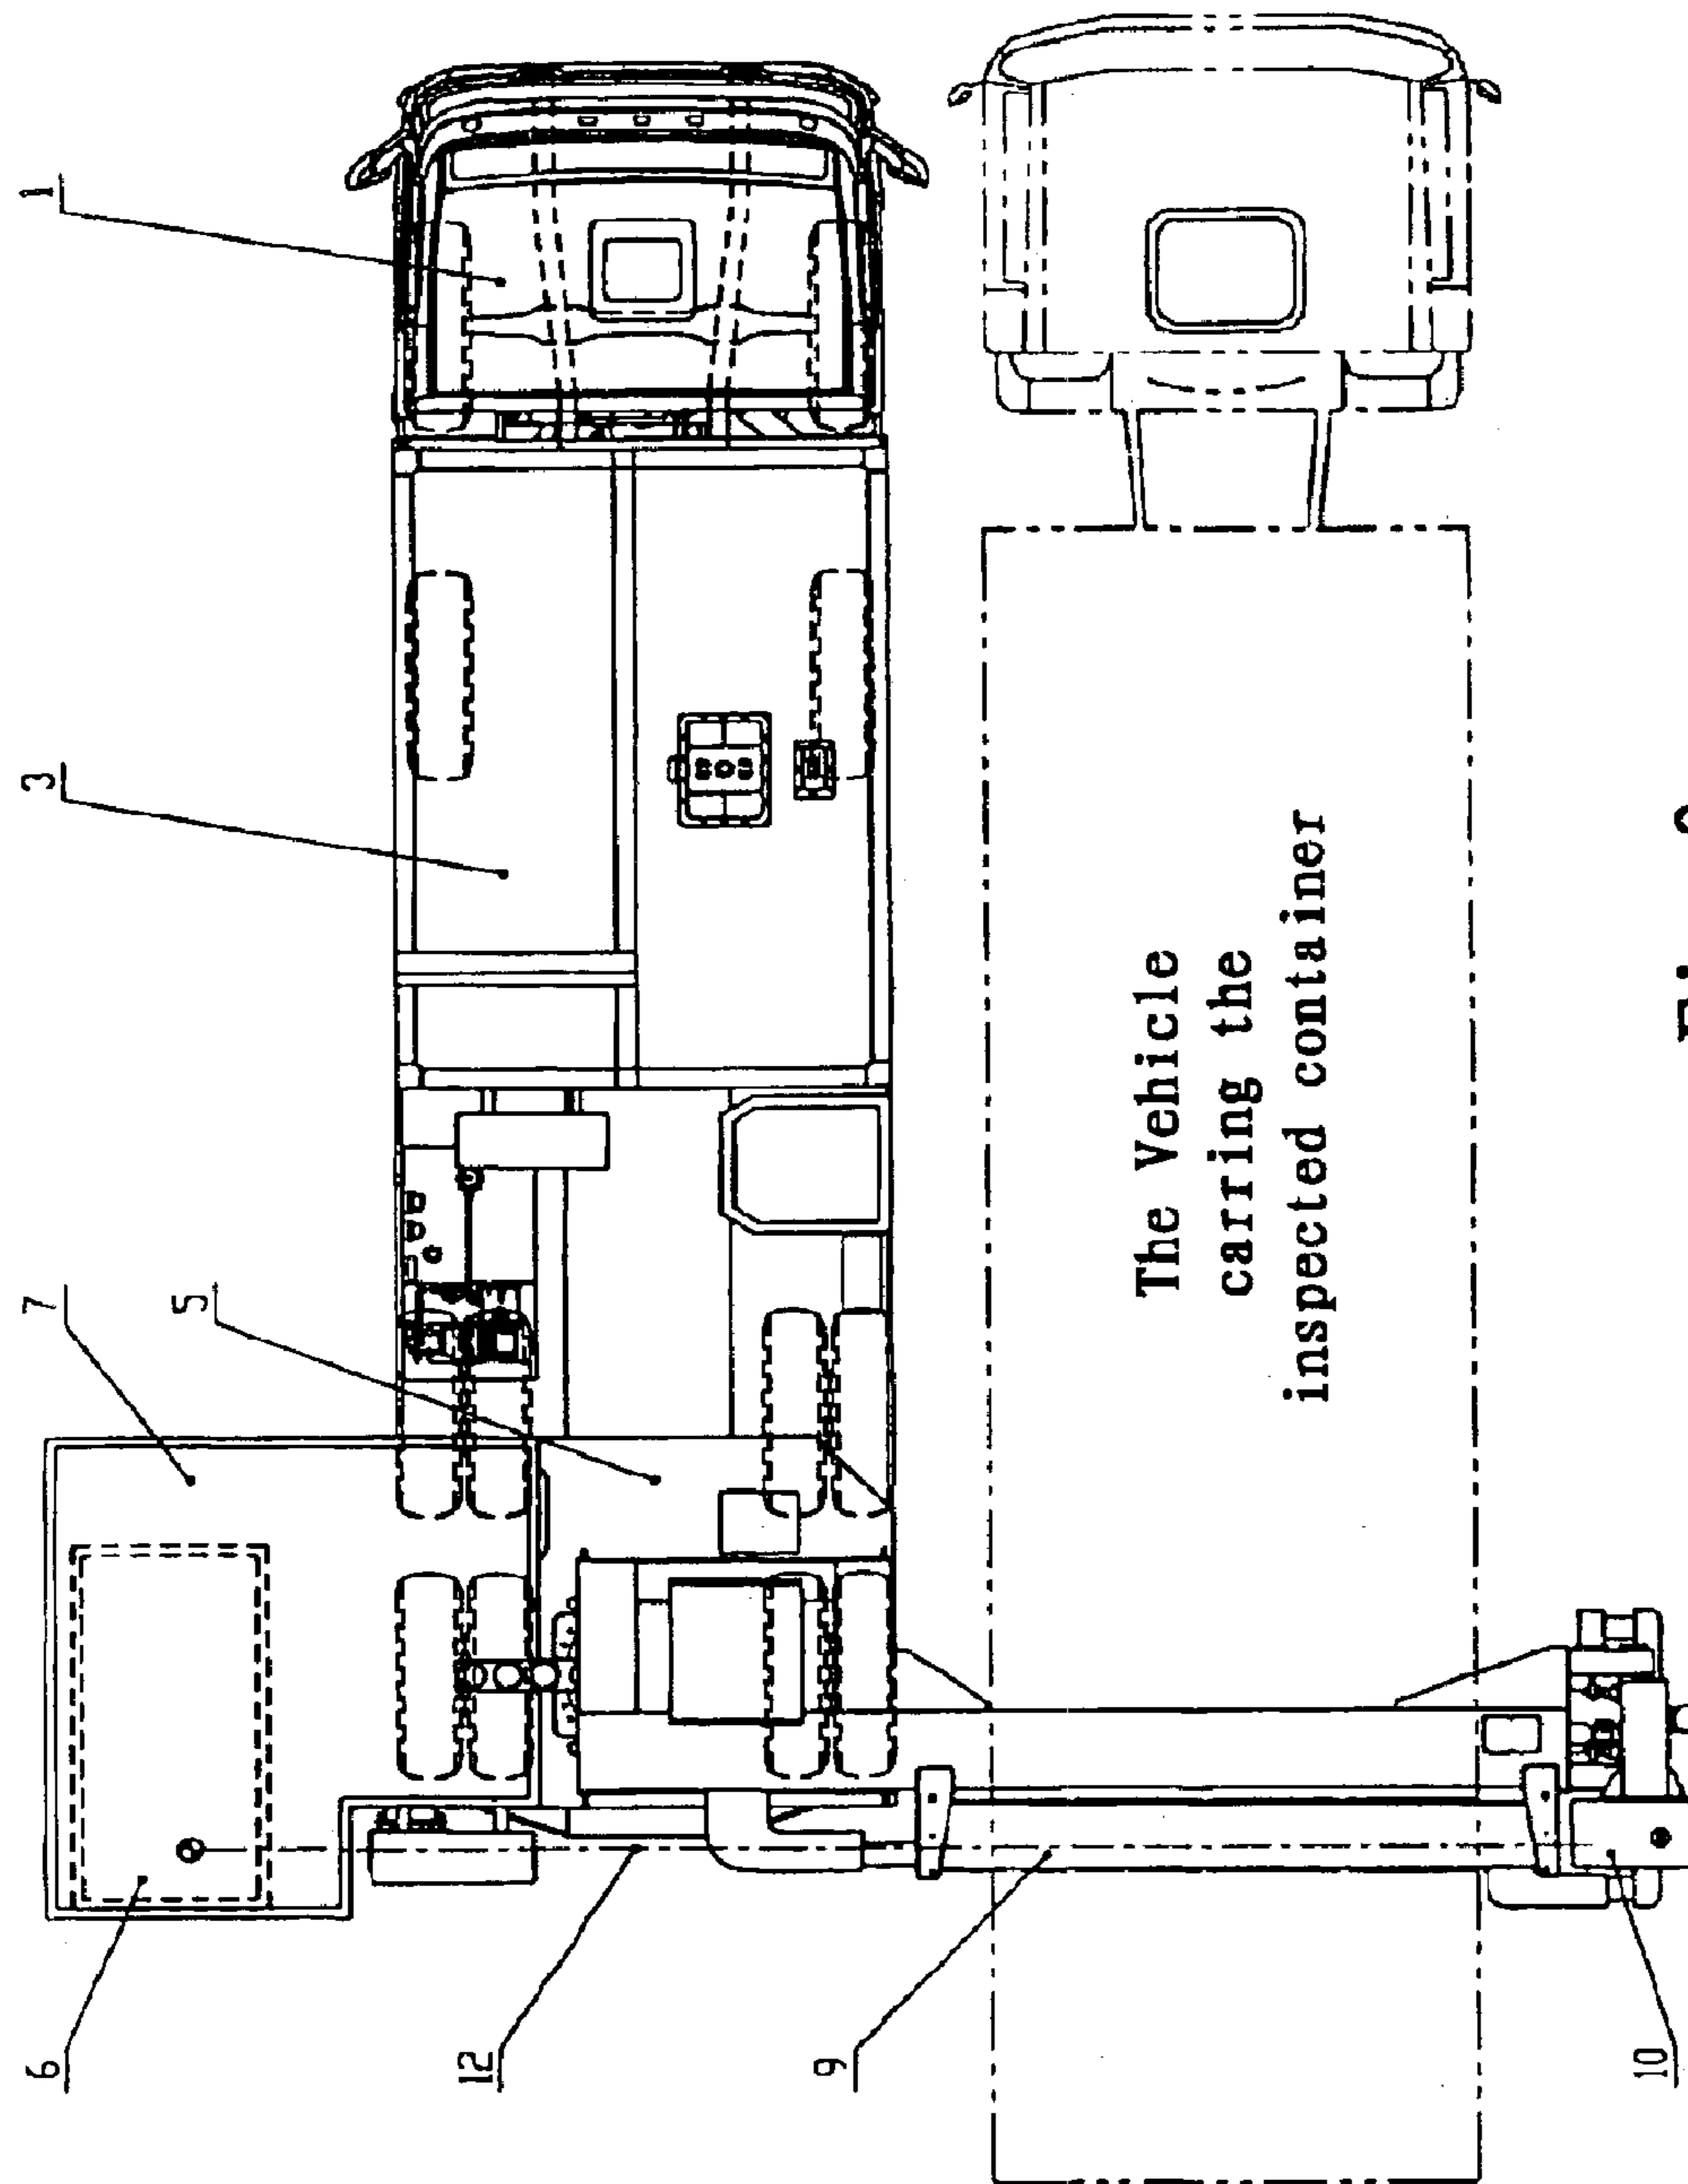 1
3
7
5
The Vehicle
carring the
inspected container
6
12
9
10